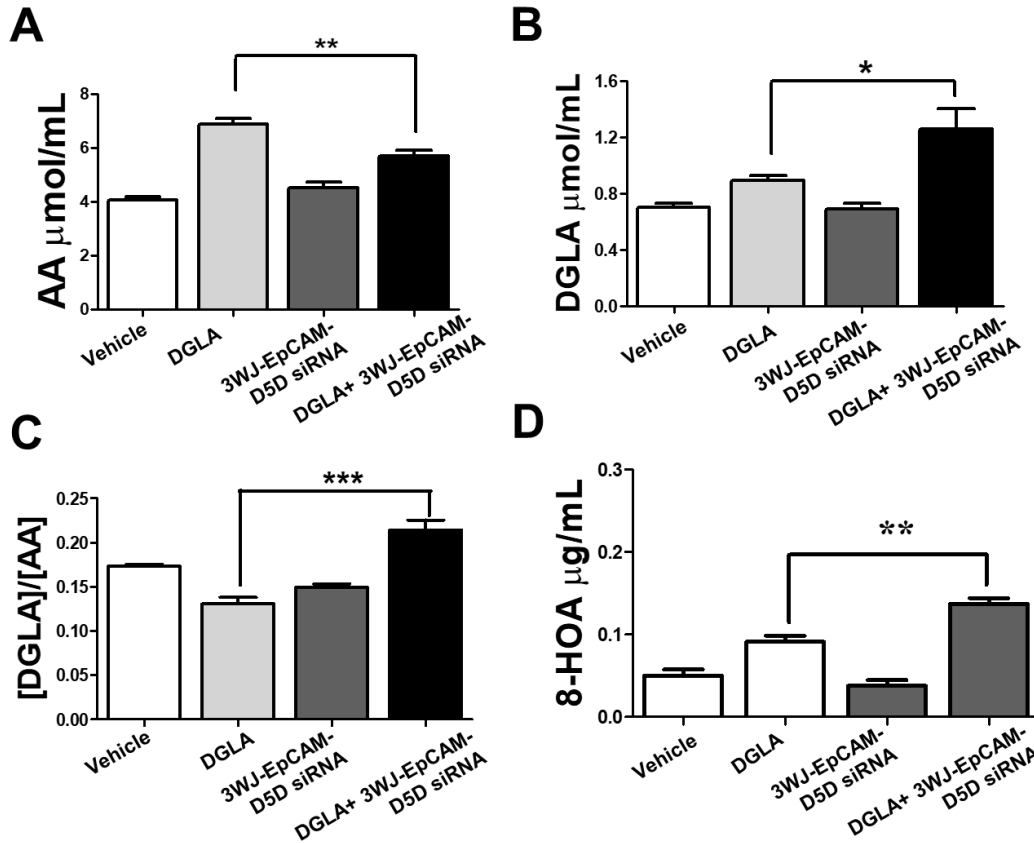 A
**
AA μmol/mL
8
6
4
2
0
Vehicle
DGLA
3WJ-EpCAM-
D5D siRNA
DGLA+ 3WJ-EpCAM-
D5D siRNA
B
*
DGLA μmol/mL
1.6
1.2
0.8
0.4
0.0
Vehicle
DGLA
3WJ-EpCAM-
D5D siRNA
DGLA+ 3WJ-EpCAM-
D5D siRNA
C
***
[DGLA]/[AA]
0.25
0.20
0.15
0.10
0.05
0.00
Vehicle
DGLA
3WJ-EpCAM-
D5D siRNA
DGLA+ 3WJ-EpCAM-
D5D siRNA
D
**
8-HOA μg/mL
0.3
0.2
0.1
0.0
Vehicle
DGLA
3WJ-EpCAM-
D5D siRNA
DGLA+ 3WJ-EpCAM-
D5D siRNA